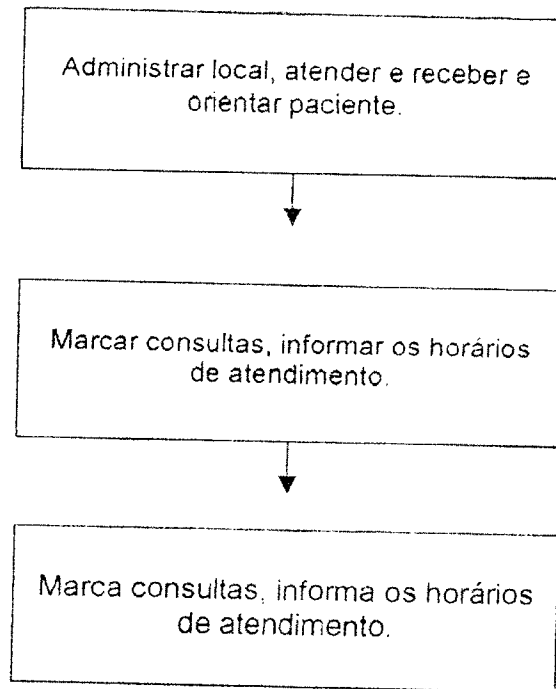 Administrar local, atender e receber e
orientar paciente.
Marcar consultas, informar os horários
de atendimento.
Marca consultas, informa os horários
de atendimento.